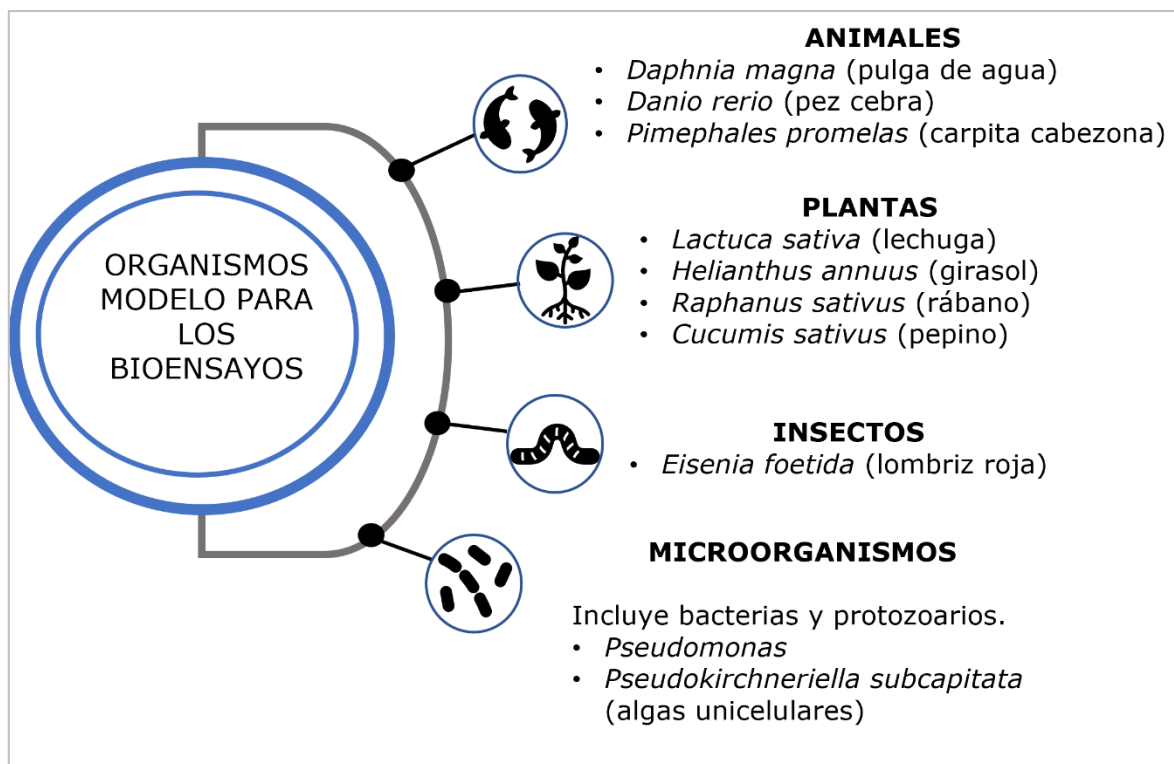 ORGANISMOS
MODELO PARA
LOS
BIOENSAYOS
ANIMALES
• Daphnia magna (pulga de agua)
• Danio rerio (pez cebra)
• Pimephales promelas (carpita cabezona)
PLANTAS
• Lactuca sativa (lechuga)
• Helianthus annuus (girasol)
• Raphanus sativus (rábano)
• Cucumis sativus (pepino)
INSECTOS
• Eisenia foetida (lombriz roja)
MICROORGANISMOS
Incluye bacterias y protozoarios.
• Pseudomonas
• Pseudokirchneriella subcapitata
(algas unicelulares)